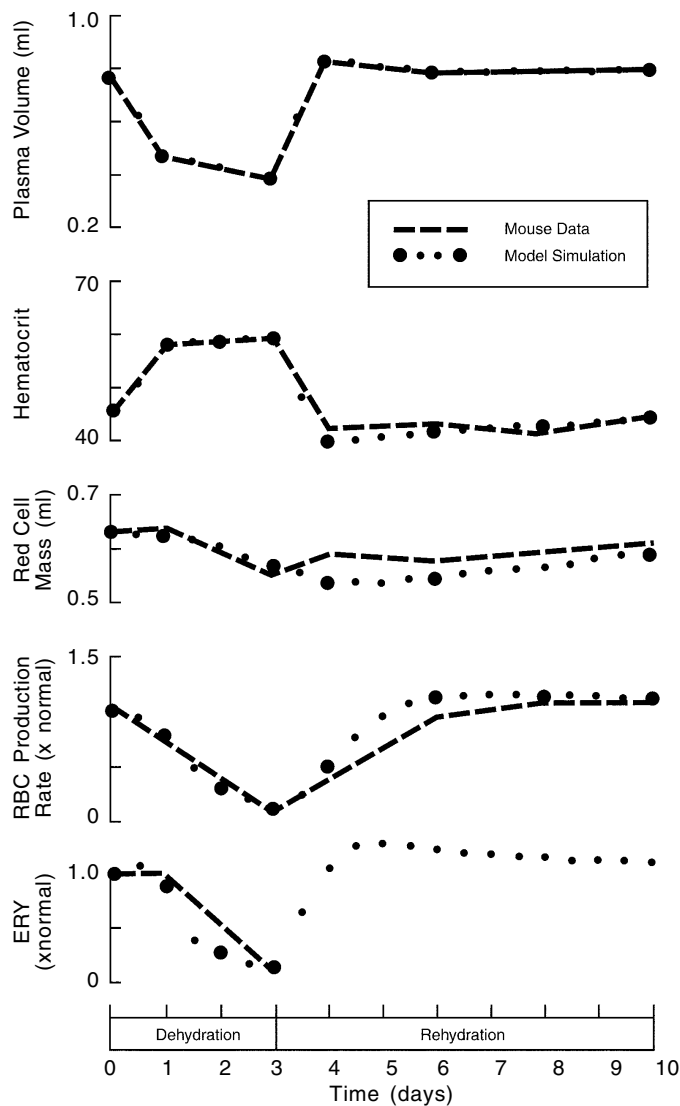 1.0
Plasma Volume (ml)
0.2
Mouse Data
Model Simulation
70
Hematocrit
40
0.7
Red Cell
Mass (ml)
0.5
1.5
RBC Production
Rate (x normal)
0
1.0
ERY
(xnormal)
0
Dehydration Rehydration
0 1 2 3 4 5 6 7 8 9 10
Time (days)